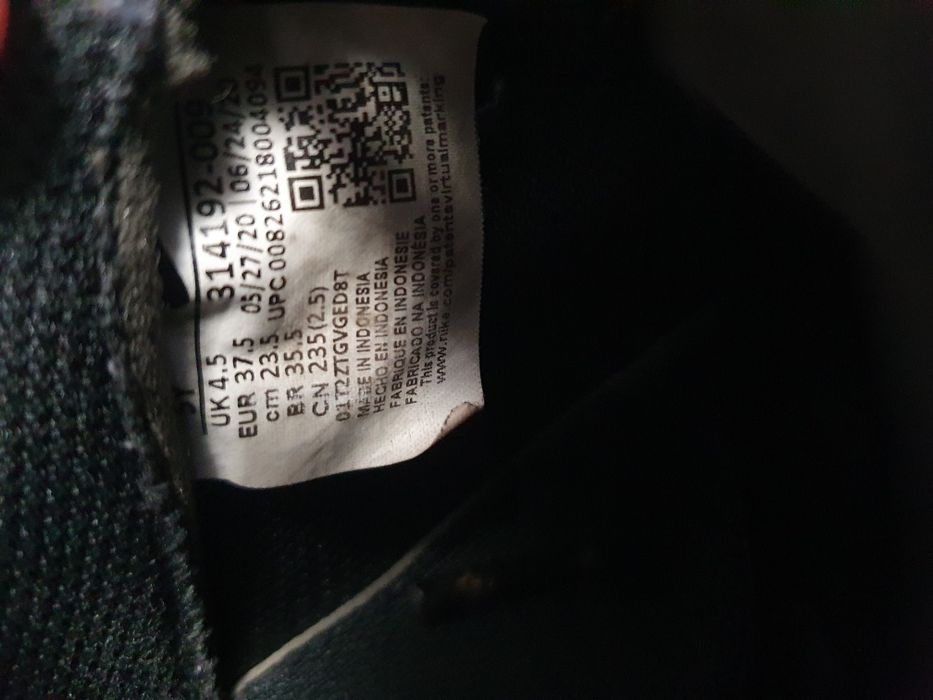 5Y
UK 4.5 314192-009
EUR 37.5 05/27/20 | 06/24/20
cm 23.5 UPC 00826218004094
BR 35.5
CN 235 (2.5)
MADE IN INDONESIA
HECHO EN INDONESIA
FABRIQUE EN INDONESIE
FABRICADO NA INDONÉSIA
This product is covered by one or more patents:
www.nike.com/patentsvirtualmarking